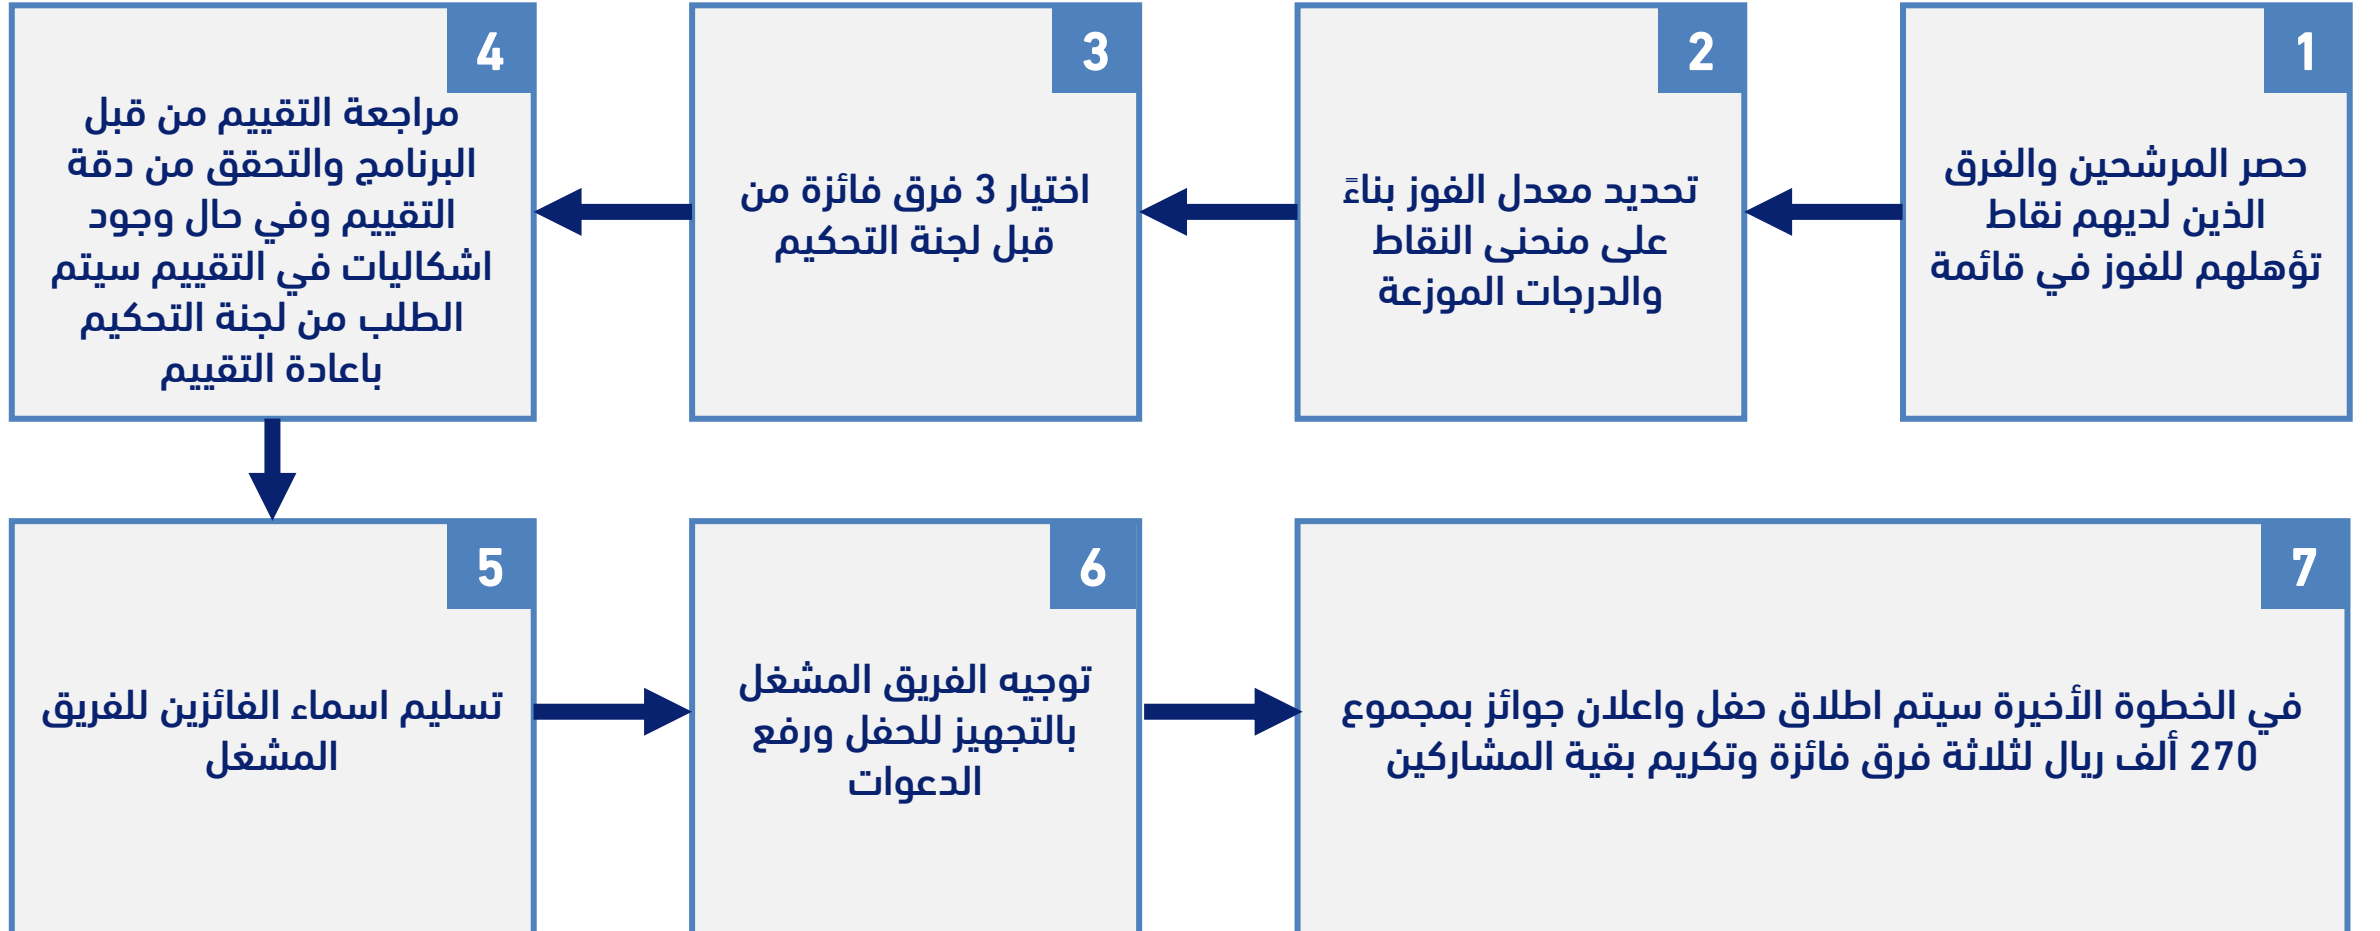 1
حصر المرشحين والفرق
الذين لديهم نقاط
تؤهلهم للفوز في قائمة
2
تحديد معدل الفوز بناءً
على منحنى النقاط
والدرجات الموزعة
3
اختيار 3 فرق فائزة من
قبل لجنة التحكيم
4
مراجعة التقييم من قبل
البرنامج والتحقق من دقة
التقييم وفي حال وجود
اشكاليات في التقييم سيتم
الطلب من لجنة التحكيم
باعادة التقييم
5
تسليم اسماء الفائزين للفريق
المشغل
6
توجيه الفريق المشغل
بالتجهيز للحفل ورفع
الدعوات
7
في الخطوة الأخيرة سيتم اطلاق حفل واعلان جوائز بمجموع
270 ألف ريال لثلاثة فرق فائزة وتكريم بقية المشاركين